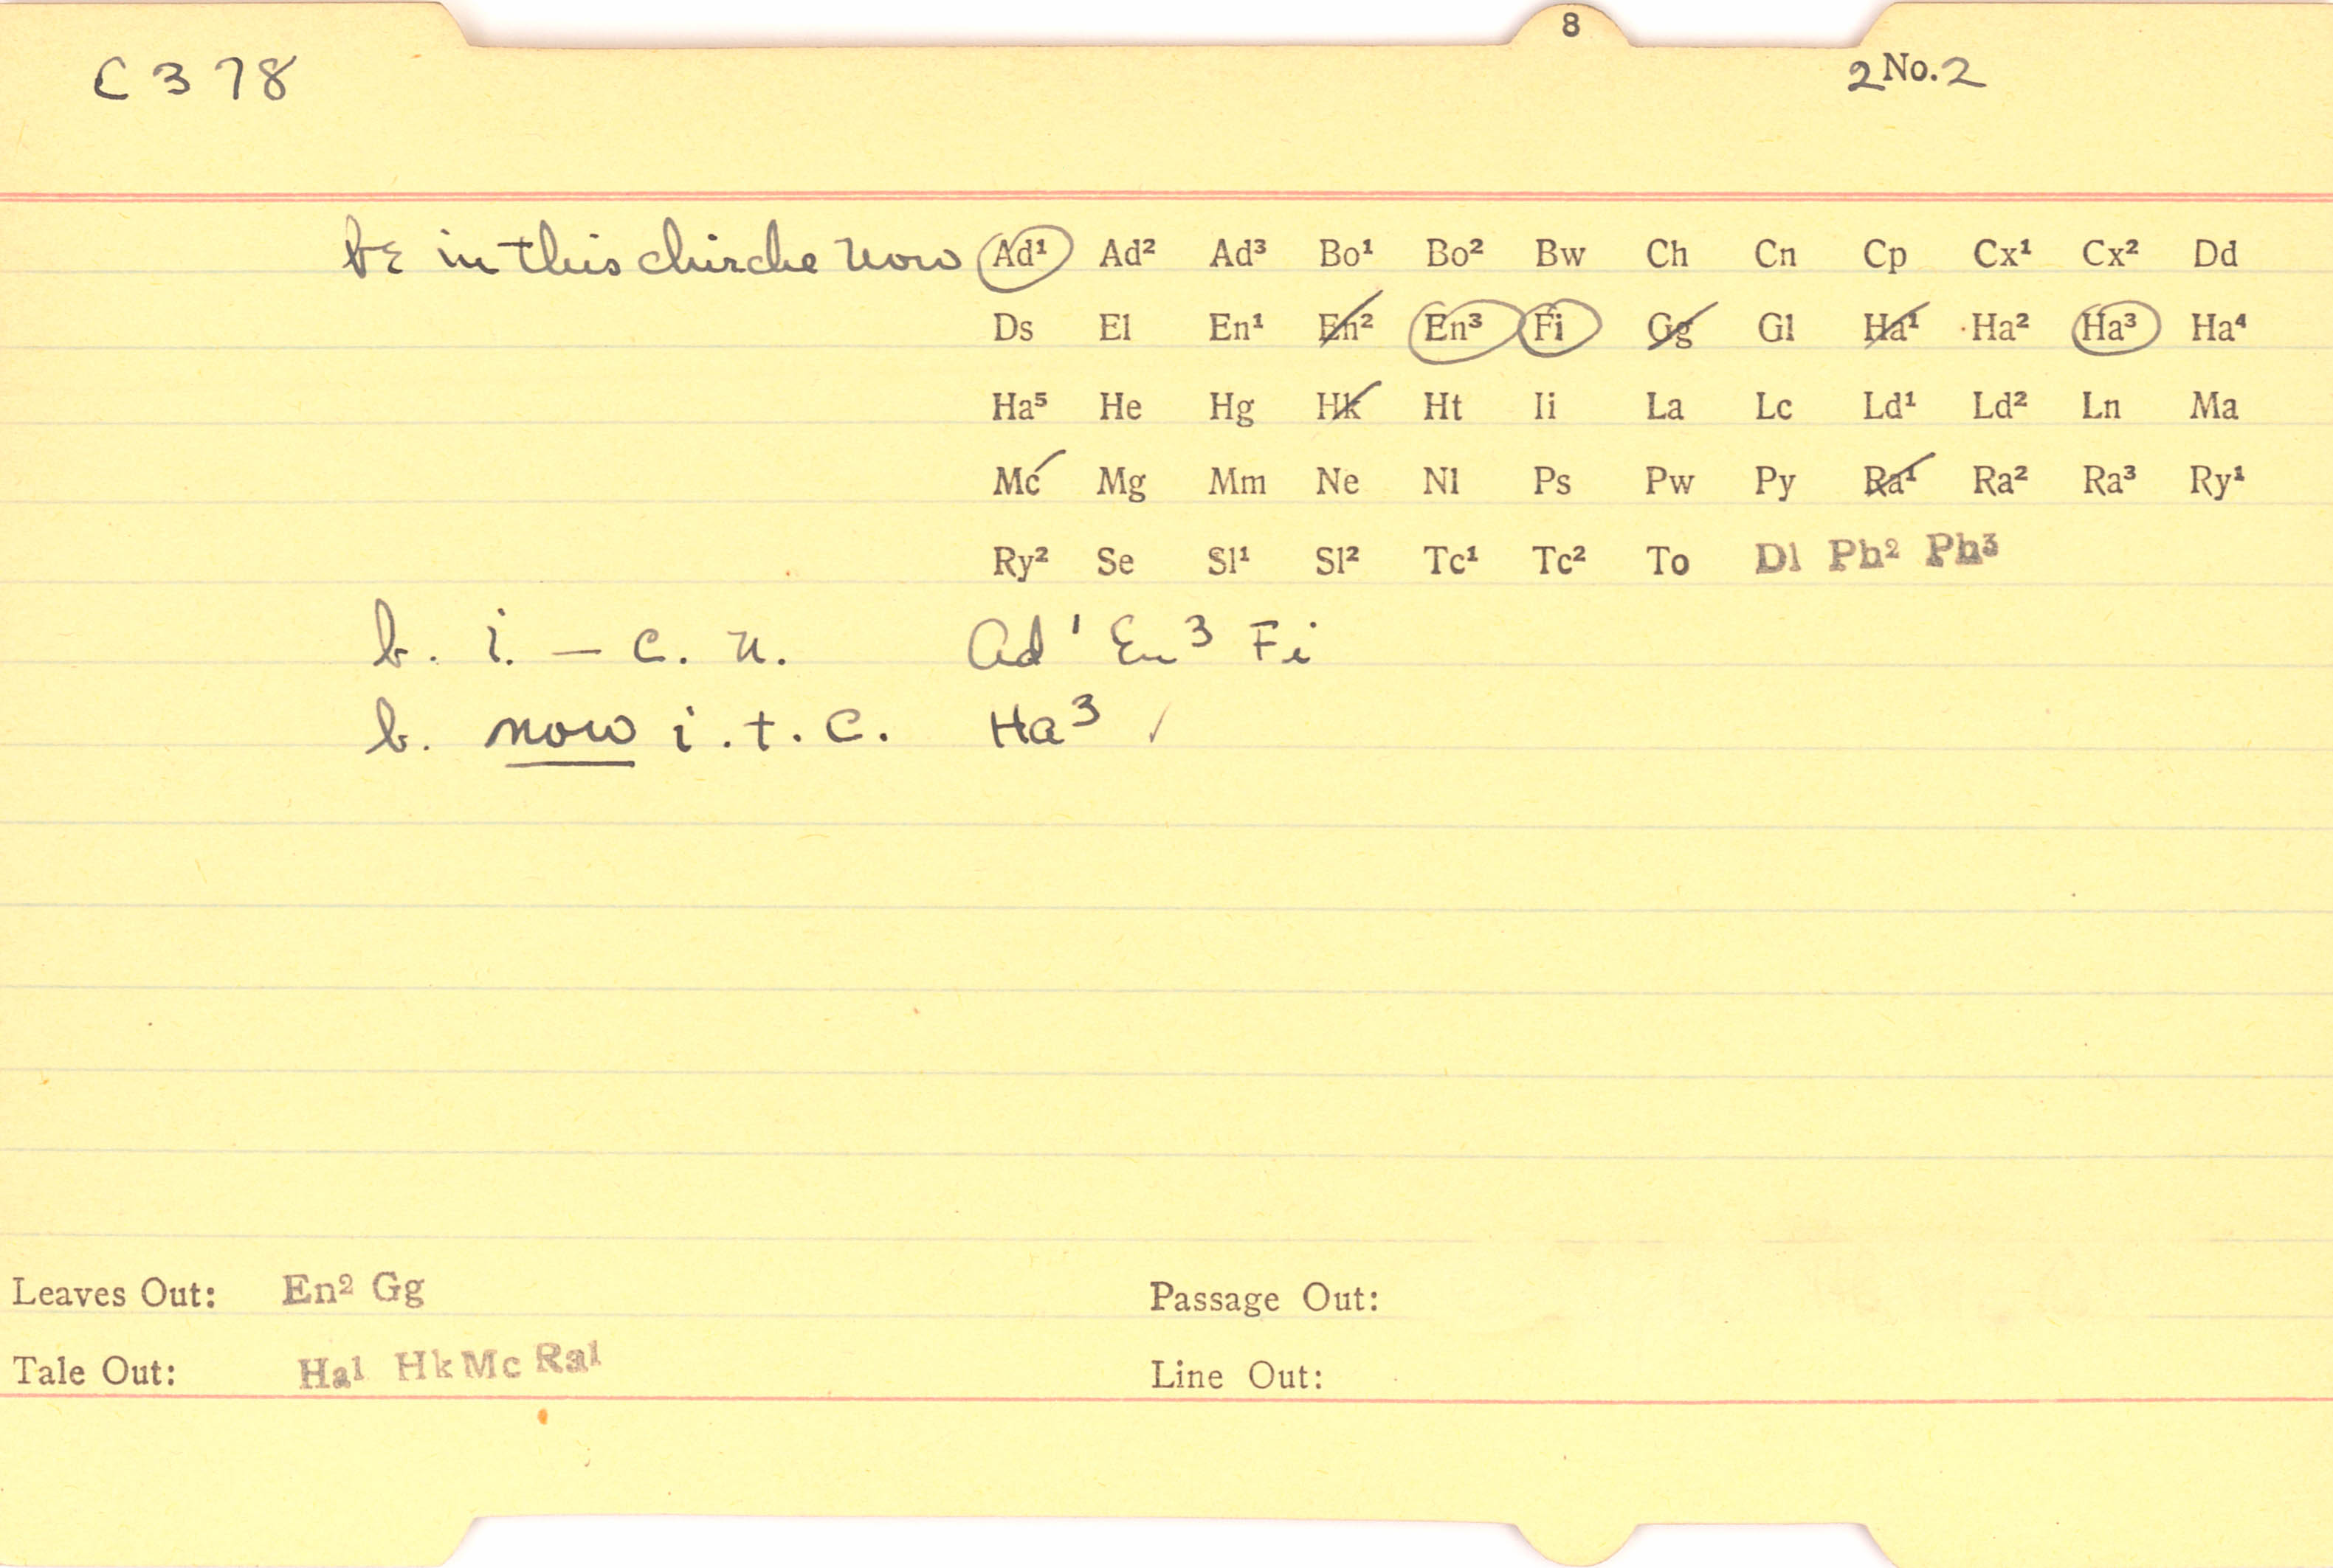 8
C 378
2 No. 2
be in this chirche now Ad¹ Ad² Ad³ Bo¹ Bo² Bw Ch Cn Cp Cx¹ Cx² Dd
Ds El En¹ En² En³ Fi Gg Gl Ha¹ Ha² Ha³ Ha⁴
Ha⁵ He Hg Hk Ht Ii La Lc Ld¹ Ld² Ln Ma
Mc Mg Mm Ne Nl Ps Pw Py Ra¹ Ra² Ra³ Ry¹
Ry² Se Sl¹ Sl² Tc¹ Tc² To Dl Ph² Ph³
b. i. — c. n. Ad¹ En³ Fi
b. now i. t. c. Ha³ /
Leaves Out: En² Gg Passage Out:
Tale Out: Ha¹ Hk Mc Ra¹ Line Out: